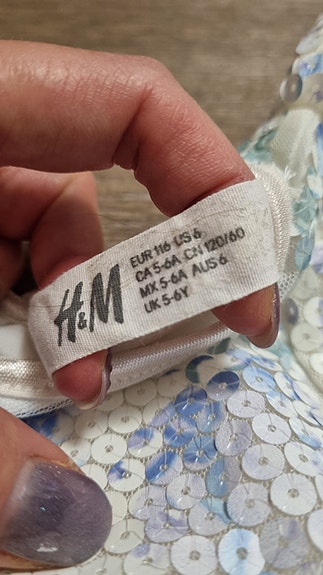 H&M
EUR 116 US 6
CA 5-6A CN 120/60
MX 5-6A AUS 6
UK 5-6Y